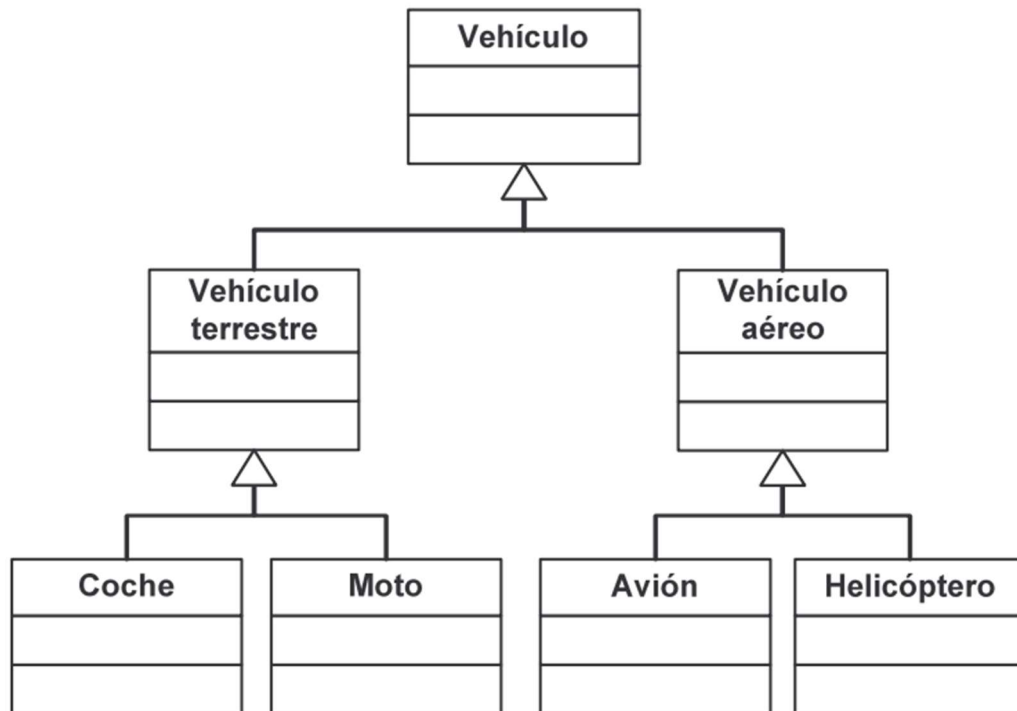 Vehículo
Vehículo
terrestre
Vehículo
aéreo
Coche
Moto
Avión
Helicóptero